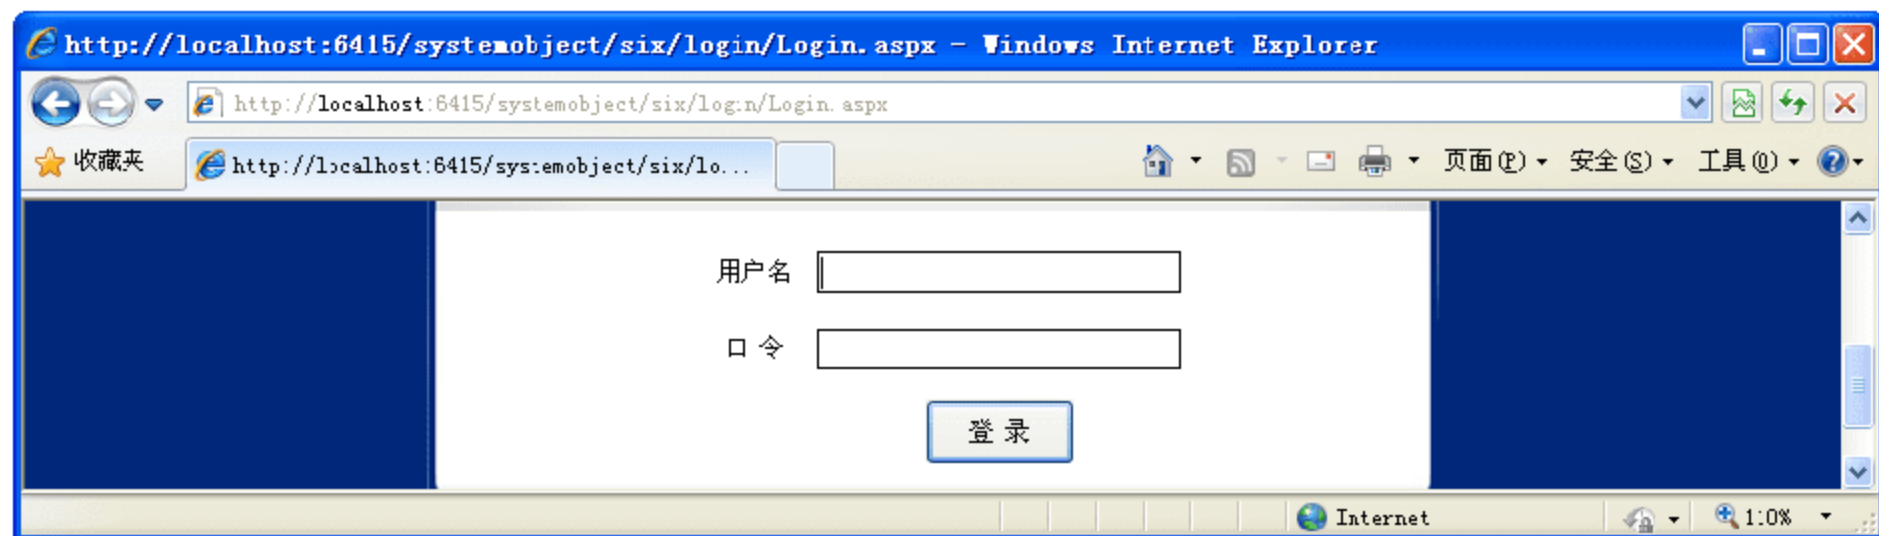 http://localhost:6415/systemobject/six/login/Login.aspx - Windows Internet Explorer
http://localhost:6415/systemobject/six/login/Login.aspx
收藏夹 http://localhost:6415/systemobject/six/lo... 页面(P) 安全(S) 工具(O)
用户名
口 令
登 录
Internet 110%